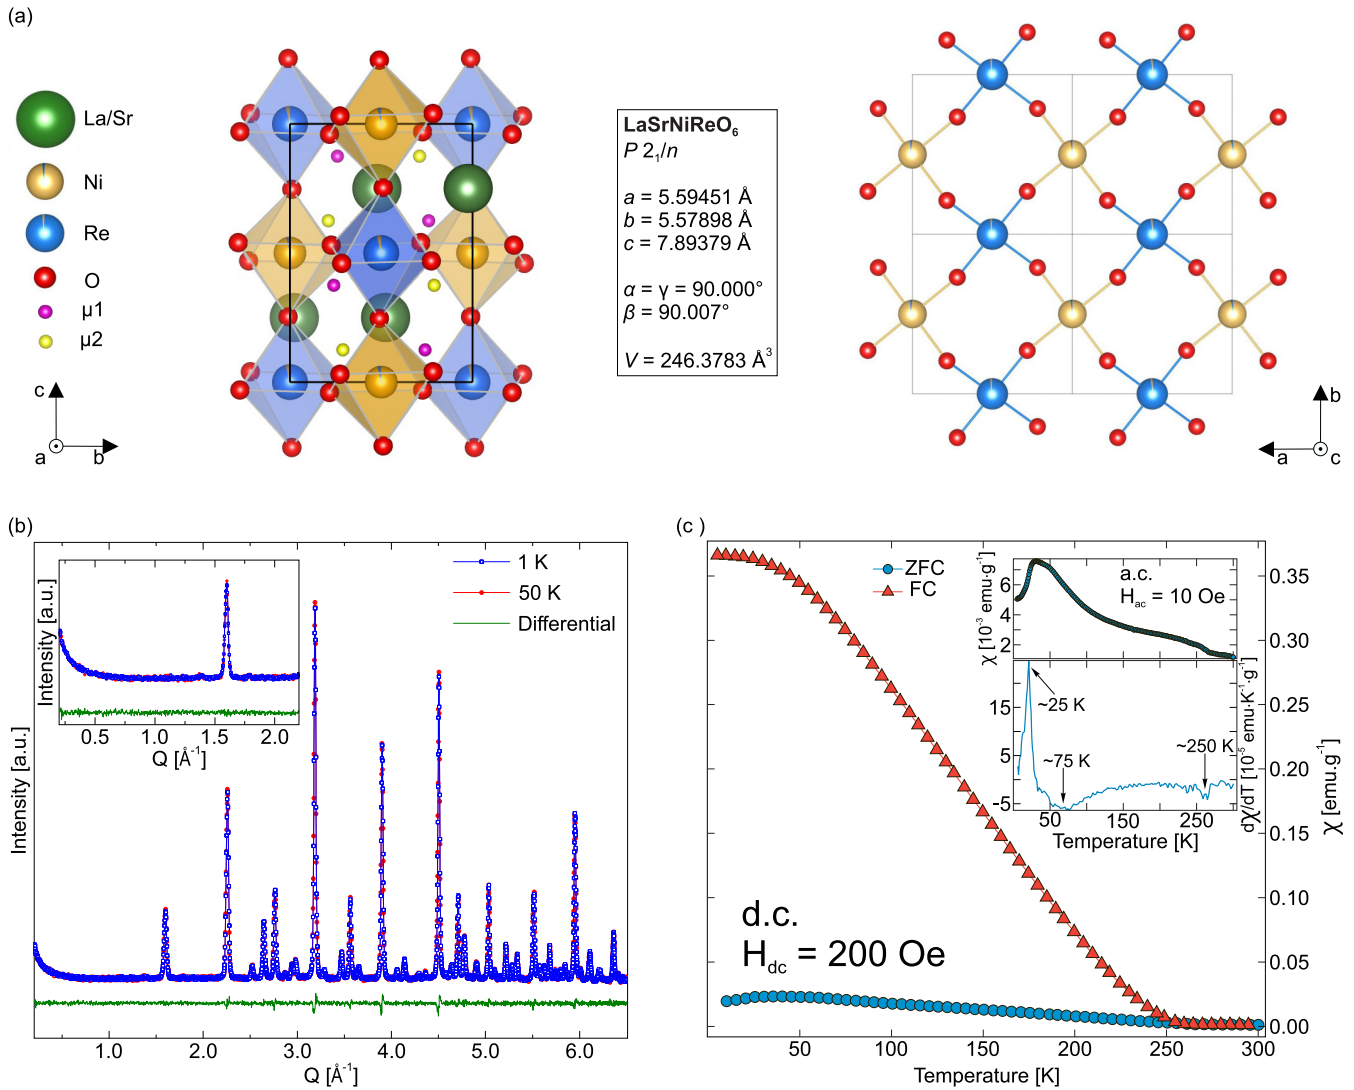 (a)
La/Sr
Ni
Re
O
μ1
μ2
c
a
b
LaSrNiReO₆
P 2₁/n
a = 5.59451 Å
b = 5.57898 Å
c = 7.89379 Å
α = γ = 90.000°
β = 90.007°
V = 246.3783 Å³
b
a
c
(b)
1.0 2.0 3.0 4.0 5.0 6.0
Q [Å⁻¹]
Intensity [a.u.]
1 K
50 K
Differential
Intensity [a.u.]
0.5 1.0 1.5 2.0
Q [Å⁻¹]
(c )
ZFC
FC
d.c.
H_dc = 200 Oe
50 100 150 200 250 300
Temperature [K]
0.35
0.30
0.25
0.20
0.15
0.10
0.05
0.00
χ [emu.g⁻¹]
χ [10⁻³ emu·g⁻¹]
6
4
2
a.c.
H_ac = 10 Oe
dχ/dT [10⁻⁵ emu·K⁻¹·g⁻¹]
15
5
−5
~25 K
~75 K
~250 K
50 150 250
Temperature [K]